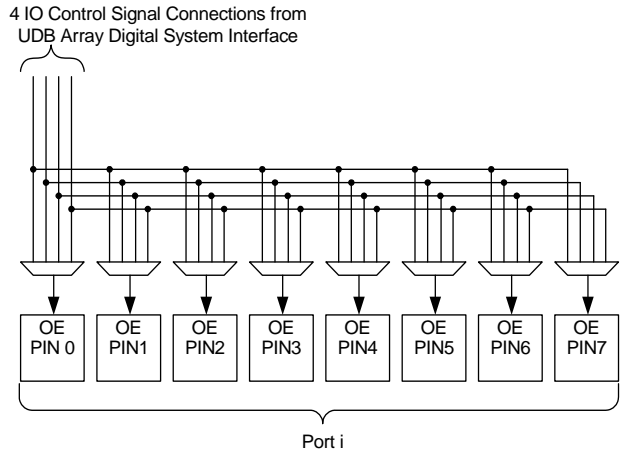 4 IO Control Signal Connections from
UDB Array Digital System Interface
OE
PIN 0
OE
PIN1
OE
PIN2
OE
PIN3
OE
PIN4
OE
PIN5
OE
PIN6
OE
PIN7
Port i